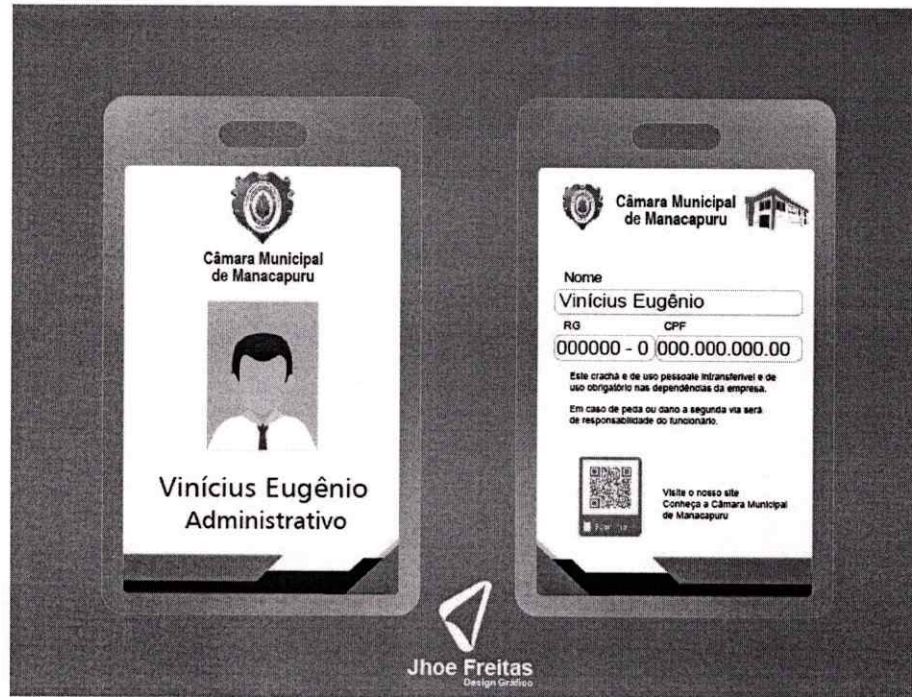 Câmara Municipal
de Manacapuru
Vinícius Eugênio
Administrativo
Câmara Municipal
de Manacapuru
Nome
Vinícius Eugênio
RG CPF
000000 - 0 000.000.000.00
Este crachá e de uso pessoale intransferivel e de
uso obrigatório nas dependências da empresa.
Em caso de peda ou dano a segunda via será
de responsabilidade do funcionário.
Visite o nosso site
Conheça a Câmara Municipal
de Manacapuru
Jhoe Freitas
Design Gráfico